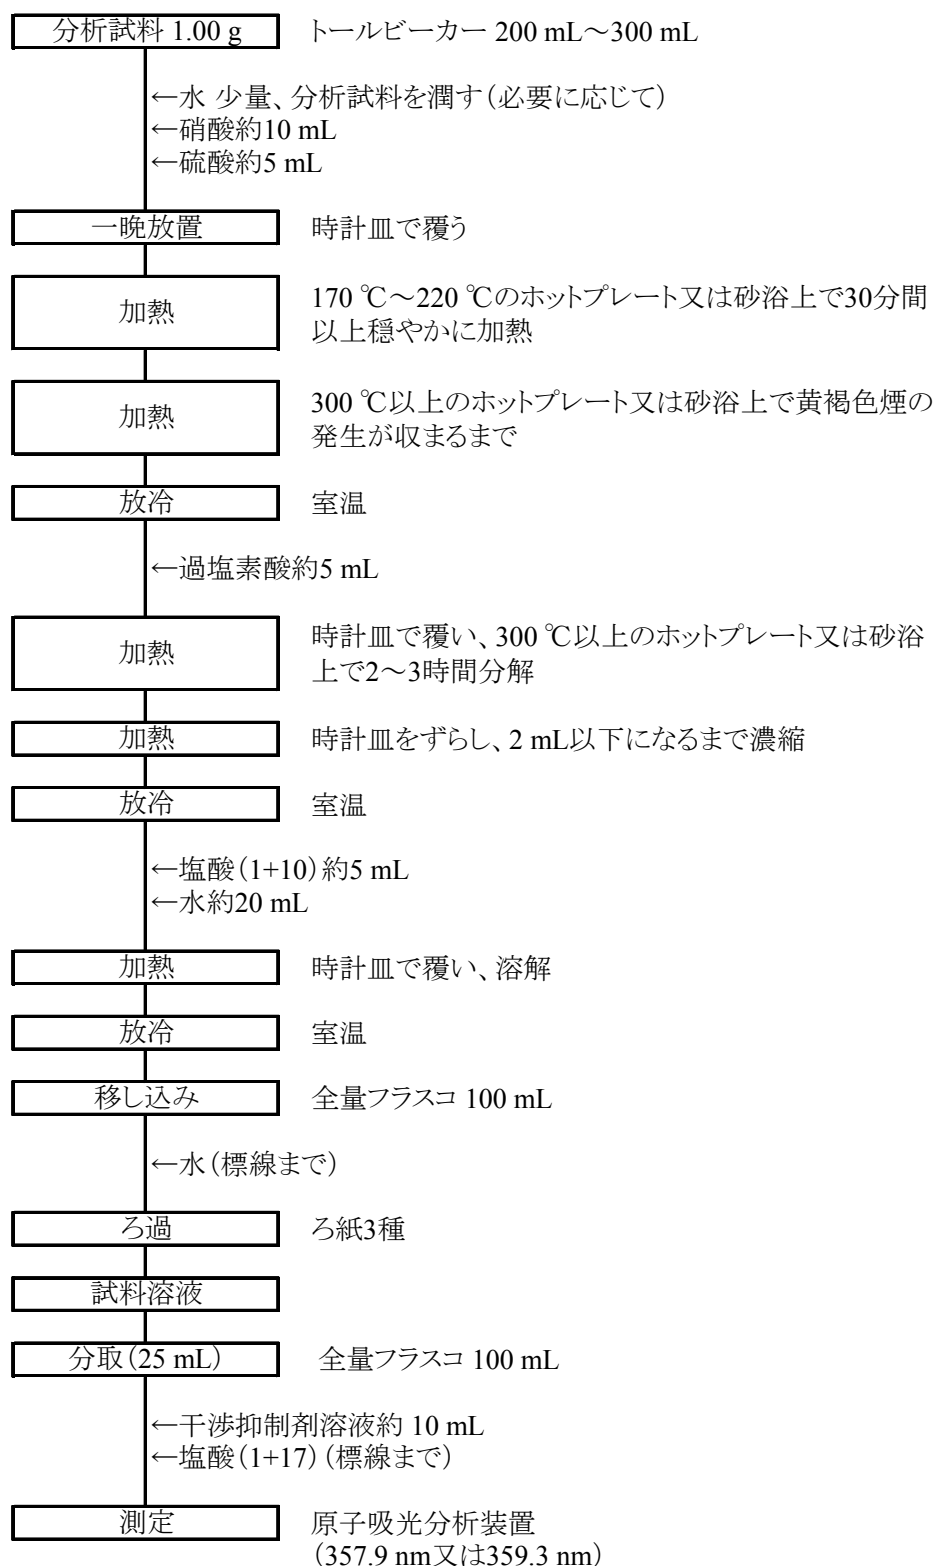 分析試料 1.00 g トールビーカー 200 mL～300 mL
←水 少量、分析試料を潤す（必要に応じて）
←硝酸約10 mL
←硫酸約5 mL
一晩放置 時計皿で覆う
加熱 170 ℃～220 ℃のホットプレート又は砂浴上で30分間
以上穏やかに加熱
加熱 300 ℃以上のホットプレート又は砂浴上で黄褐色煙の
発生が収まるまで
放冷 室温
←過塩素酸約5 mL
加熱 時計皿で覆い、300 ℃以上のホットプレート又は砂浴
上で2～3時間分解
加熱 時計皿をずらし、2 mL以下になるまで濃縮
放冷 室温
←塩酸（1+10）約5 mL
←水約20 mL
加熱 時計皿で覆い、溶解
放冷 室温
移し込み 全量フラスコ 100 mL
←水（標線まで）
ろ過 ろ紙3種
試料溶液
分取（25 mL） 全量フラスコ 100 mL
←干渉抑制剤溶液約 10 mL
←塩酸（1+17）（標線まで）
測定 原子吸光分析装置
（357.9 nm又は359.3 nm）